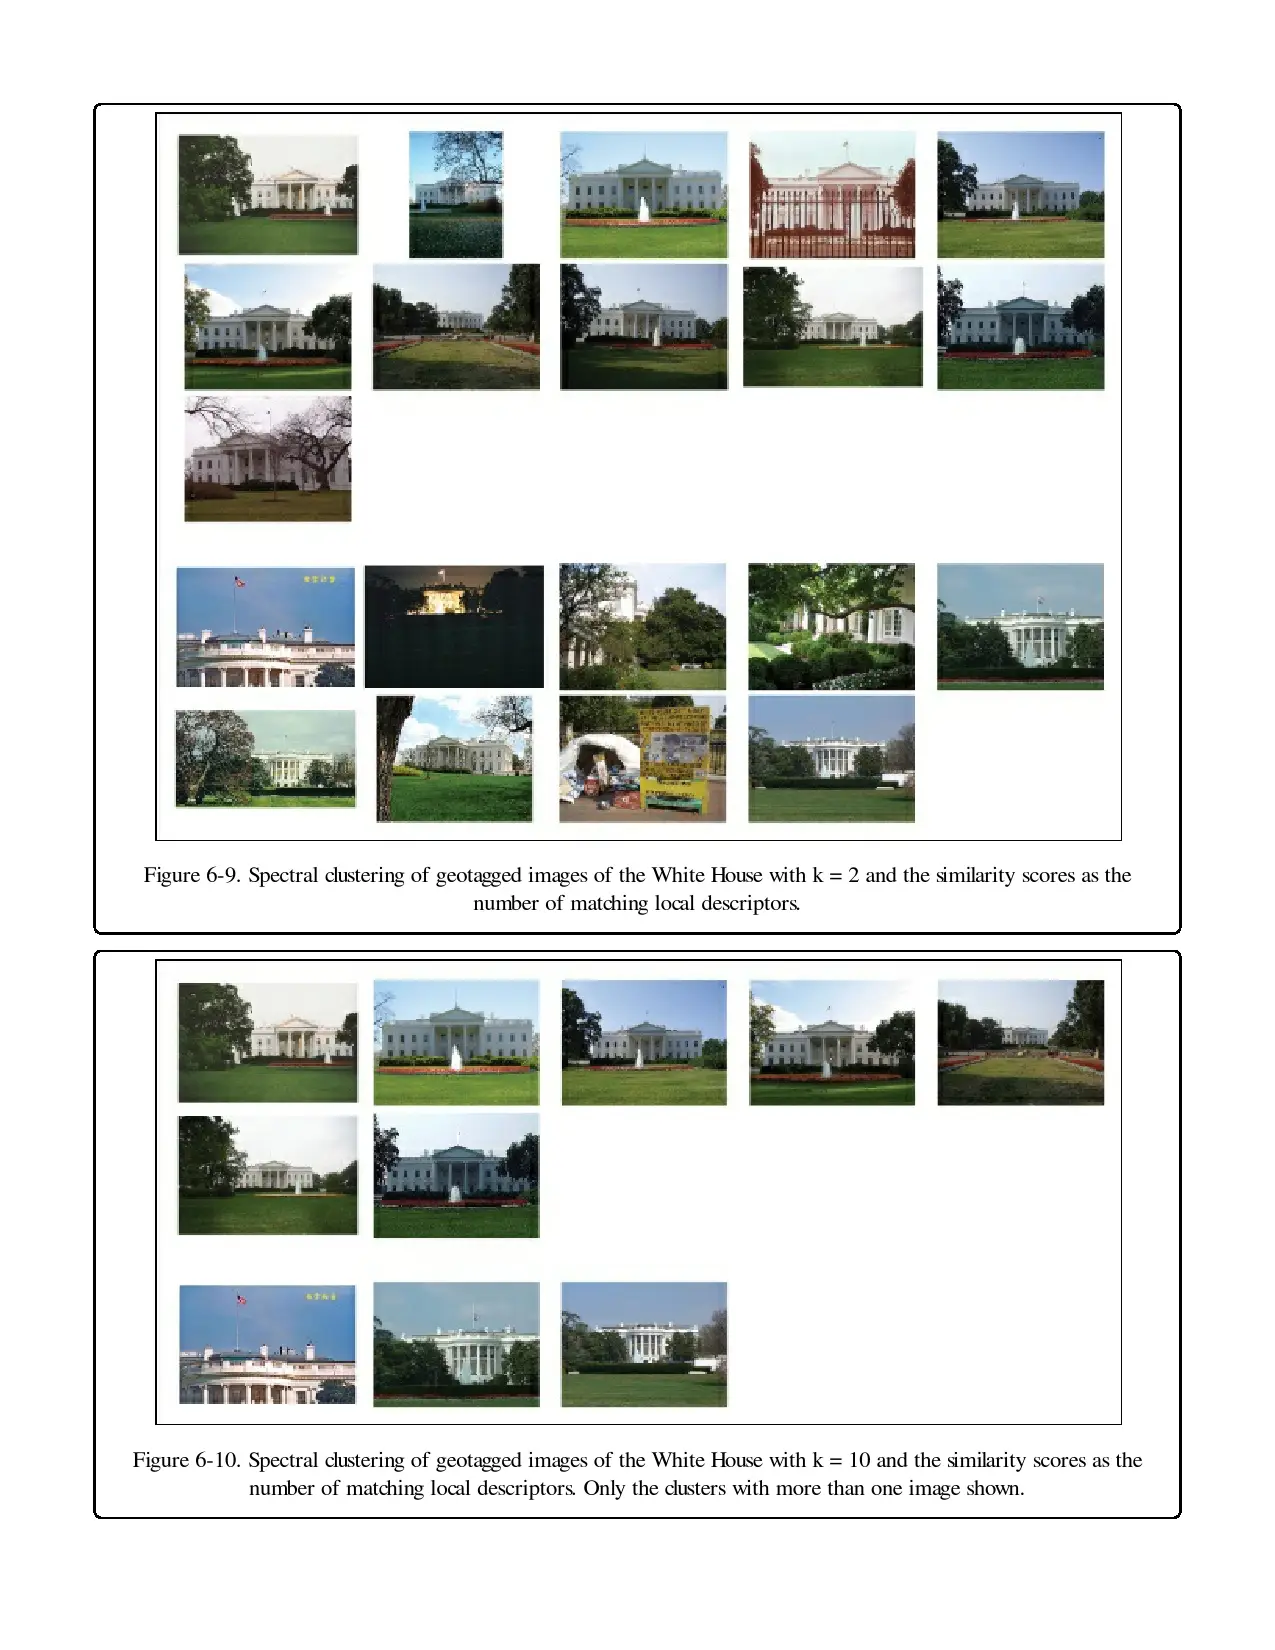 Figure 6-9. Spectral clustering of geotagged images of the White House with k = 2 and the similarity scores as the
number of matching local descriptors.
Figure 6-10. Spectral clustering of geotagged images of the White House with k = 10 and the similarity scores as the
number of matching local descriptors. Only the clusters with more than one image shown.